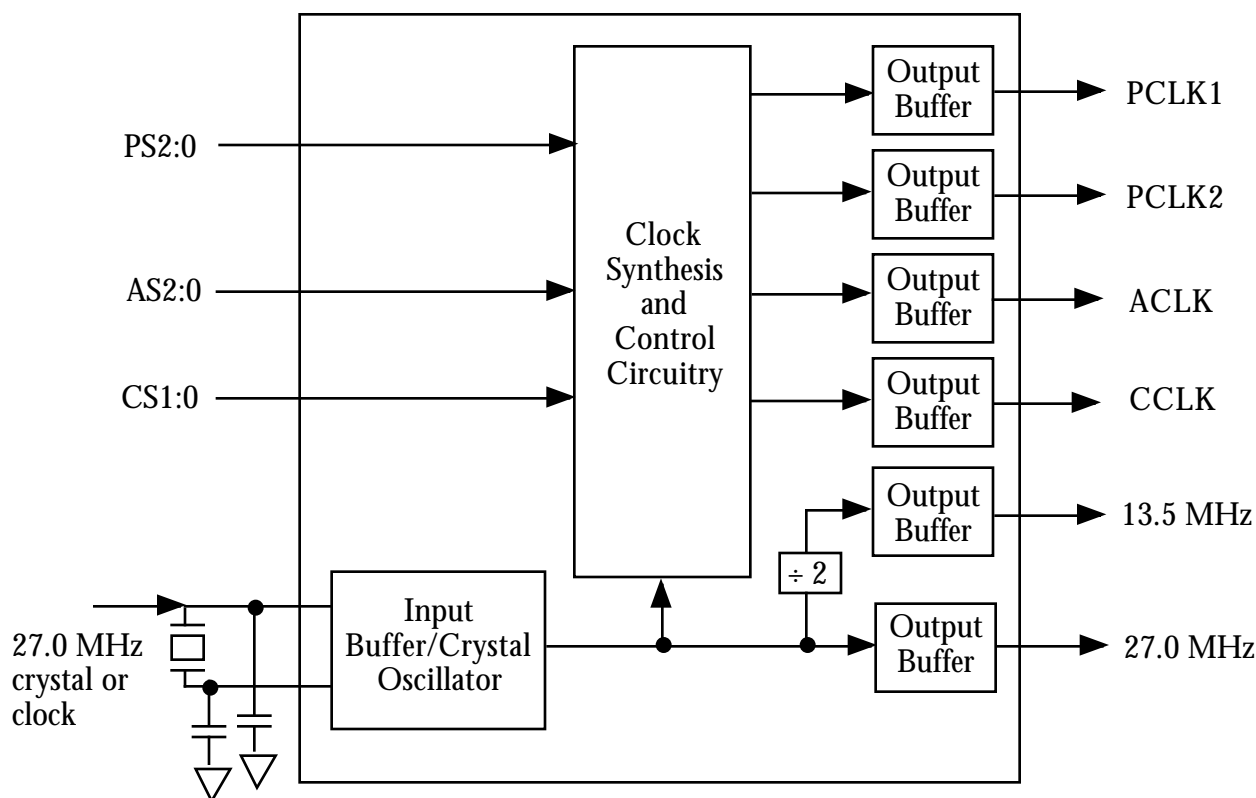 PS2:0
AS2:0
CS1:0
27.0 MHz
crystal or
clock
Input
Buffer/Crystal
Oscillator
Clock
Synthesis
and
Control
Circuitry
÷ 2
Output
Buffer
PCLK1
Output
Buffer
PCLK2
Output
Buffer
ACLK
Output
Buffer
CCLK
Output
Buffer
13.5 MHz
Output
Buffer
27.0 MHz